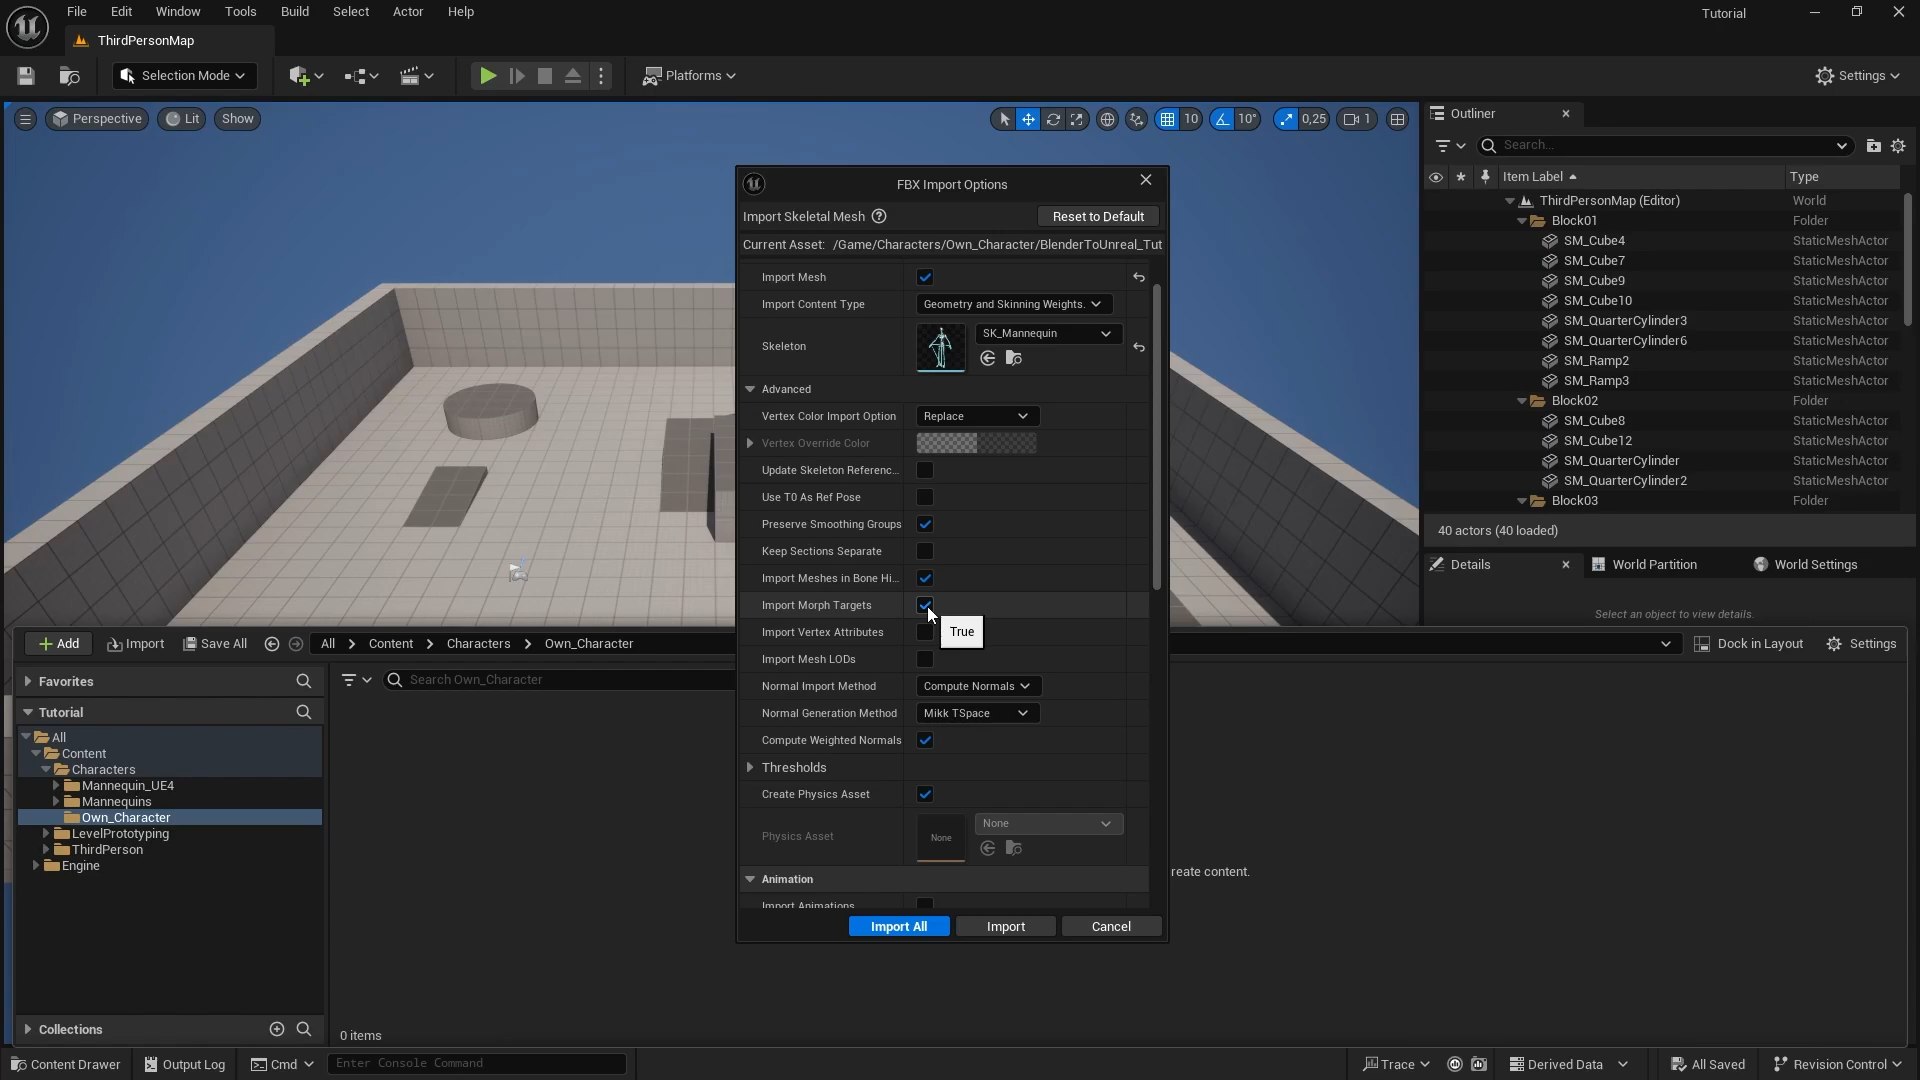 File Edit Window Tools Build Select Actor Help
Tutorial
ThirdPersonMap
Selection Mode
Platforms
Settings
Perspective Lit Show
10 10° 0,25 1
Outliner
Search...
Item Label Type
ThirdPersonMap (Editor) World
Block01 Folder
SM_Cube4 StaticMeshActor
SM_Cube7 StaticMeshActor
SM_Cube9 StaticMeshActor
SM_Cube10 StaticMeshActor
SM_QuarterCylinder3 StaticMeshActor
SM_QuarterCylinder6 StaticMeshActor
SM_Ramp2 StaticMeshActor
SM_Ramp3 StaticMeshActor
Block02 Folder
SM_Cube8 StaticMeshActor
SM_Cube12 StaticMeshActor
SM_QuarterCylinder StaticMeshActor
SM_QuarterCylinder2 StaticMeshActor
Block03 Folder
40 actors (40 loaded)
Details World Partition World Settings
Select an object to view details.
FBX Import Options
Import Skeletal Mesh Reset to Default
Current Asset: /Game/Characters/Own_Character/BlenderToUnreal_Tut
Import Mesh
Import Content Type Geometry and Skinning Weights.
Skeleton SK_Mannequin
Advanced
Vertex Color Import Option Replace
Vertex Override Color
Update Skeleton Referenc...
Use T0 As Ref Pose
Preserve Smoothing Groups
Keep Sections Separate
Import Meshes in Bone Hi...
Import Morph Targets
True
Import Vertex Attributes
Import Mesh LODs
Normal Import Method Compute Normals
Normal Generation Method Mikk TSpace
Compute Weighted Normals
Thresholds
Create Physics Asset
Physics Asset None None
Animation
Import Animations
Import All Import Cancel
Add Import Save All All Content Characters Own_Character
Dock in Layout Settings
Favorites
Search Own_Character
Tutorial
All
Content
Characters
Mannequin_UE4
Mannequins
Own_Character
LevelPrototyping
ThirdPerson
Engine
reate content.
Collections
0 items
Content Drawer Output Log Cmd Enter Console Command
Trace Derived Data All Saved Revision Control